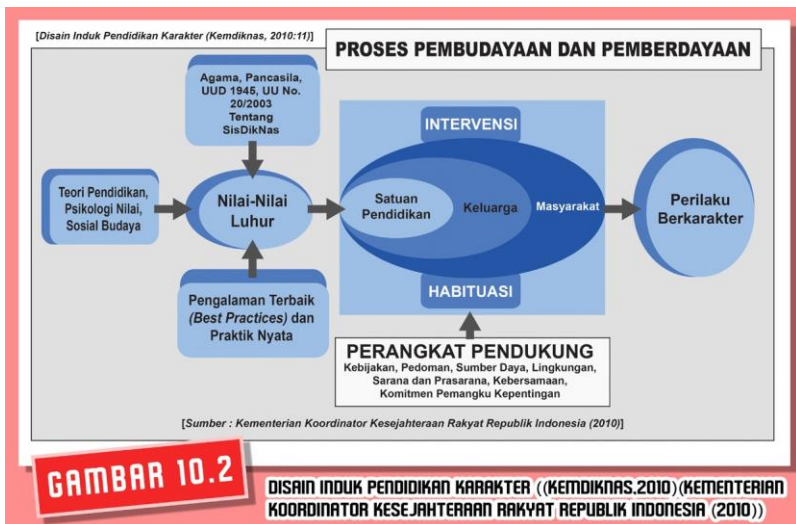 [Disain Induk Pendidikan Karakter (Kemdiknas, 2010:11)]
PROSES PEMBUDAYAAN DAN PEMBERDAYAAN
Agama, Pancasila,
UUD 1945, UU No.
20/2003
Tentang
SisDikNas
Teori Pendidikan,
Psikologi Nilai,
Sosial Budaya
Nilai-Nilai
Luhur
Pengalaman Terbaik
(Best Practices) dan
Praktik Nyata
INTERVENSI
Satuan
Pendidikan
Keluarga
Masyarakat
HABITUASI
Perilaku
Berkarakter
PERANGKAT PENDUKUNG
Kebijakan, Pedoman, Sumber Daya, Lingkungan,
Sarana dan Prasarana, Kebersamaan,
Komitmen Pemangku Kepentingan
[Sumber : Kementerian Koordinator Kesejahteraan Rakyat Republik Indonesia (2010)]
GAMBAR 10.2
DISAIN INDUK PENDIDIKAN KARAKTER ((KEMDIKNAS,2010)(KEMENTERIAN
KOORDINATOR KESEJAHTERAAN RAKYAT REPUBLIK INDONESIA (2010))